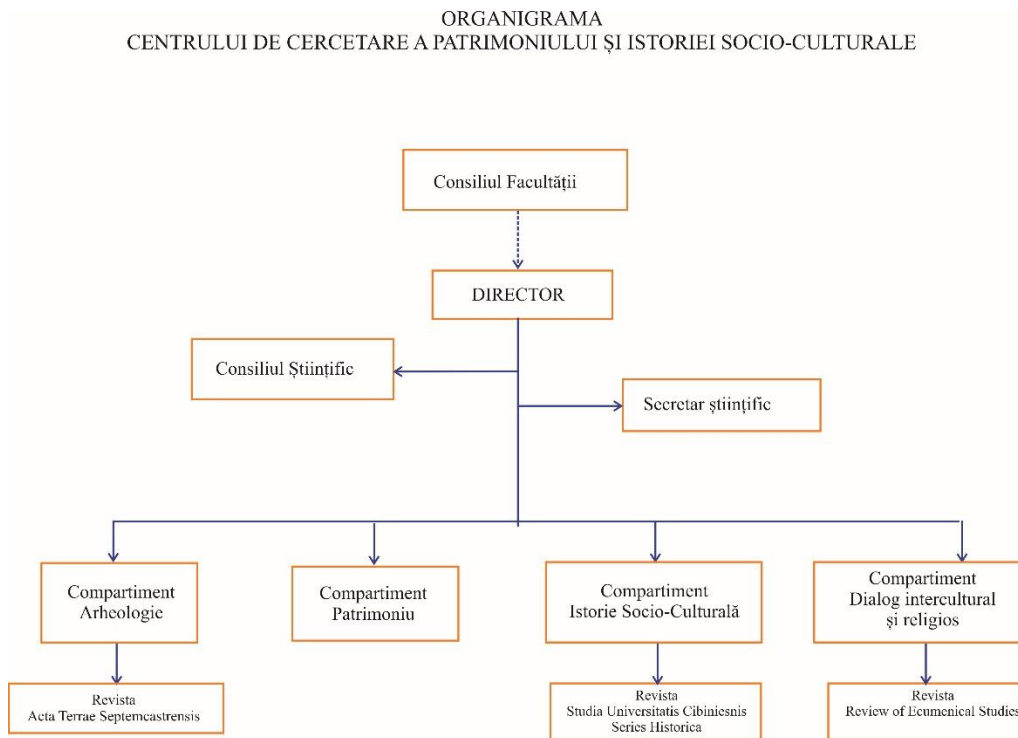 ORGANIGRAMA
CENTRULUI DE CERCETARE A PATRIMONIULUI ȘI ISTORIEI SOCIO-CULTURALE
Consiliul Facultății
DIRECTOR
Consiliul Științific
Secretar științific
Compartiment
Arheologie
Compartiment
Patrimoniu
Compartiment
Istorie Socio-Culturală
Compartiment
Dialog intercultural
și religios
Revista
Acta Terrae Septemcastrensis
Revista
Studia Universitatis Cibiniesnis
Series Historica
Revista
Review of Ecumenical Studies